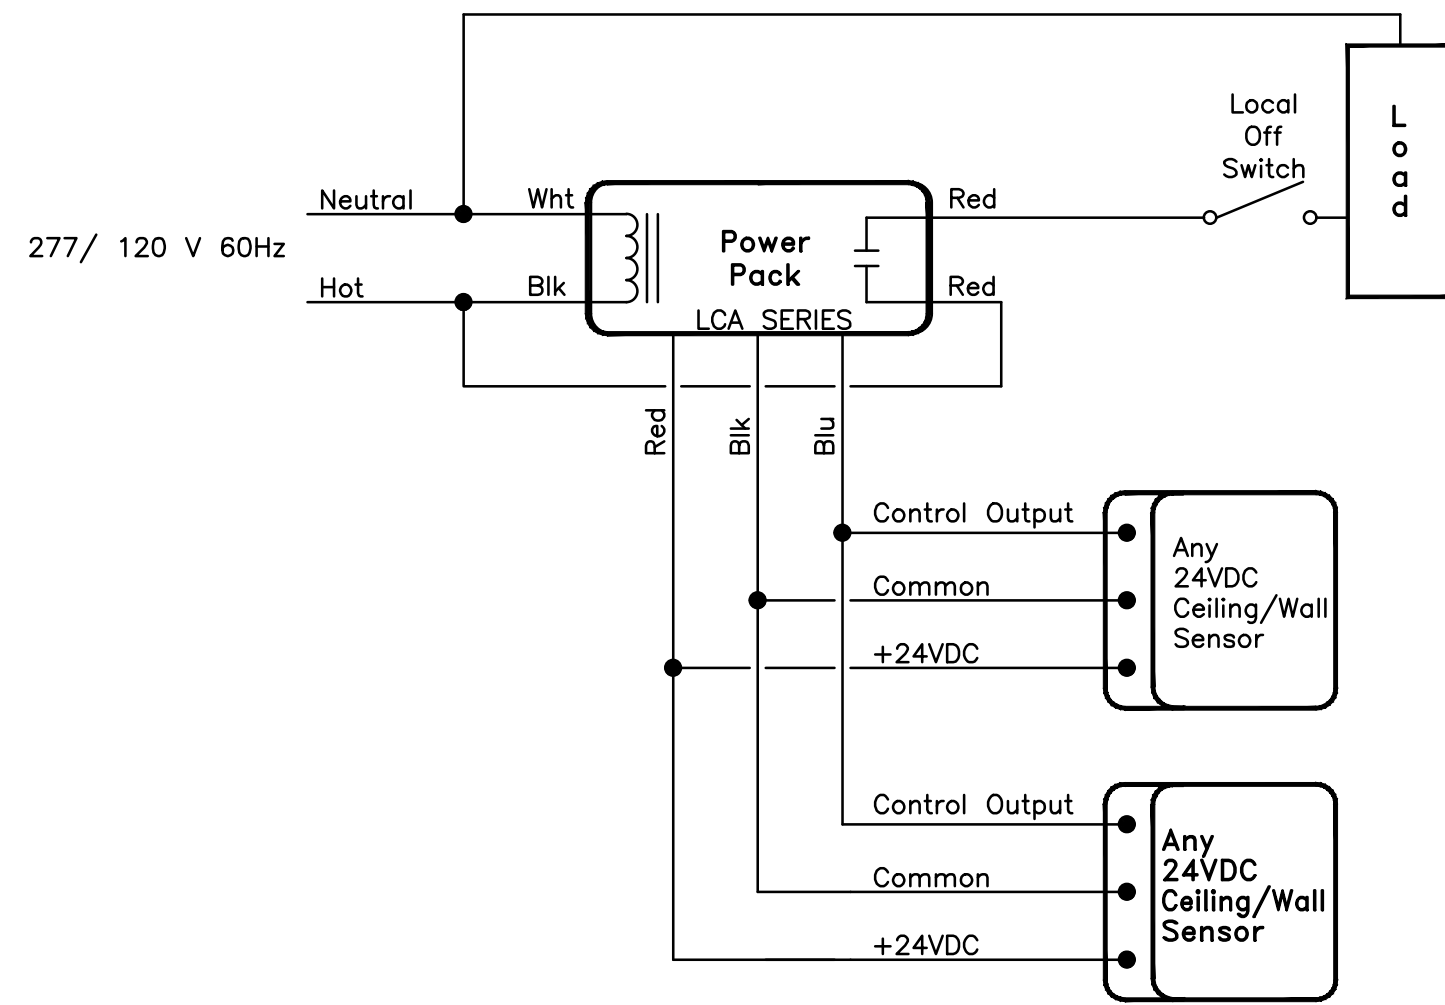 Local
Off
Switch
L
o
a
d
Neutral
Wht
Red
277/ 120 V 60Hz
Power
Pack
Hot
Blk
Red
LCA SERIES
Red
Blk
Blu
Control Output
Common
+24VDC
Any
24VDC
Ceiling/Wall
Sensor
Control Output
Common
+24VDC
Any
24VDC
Ceiling/Wall
Sensor